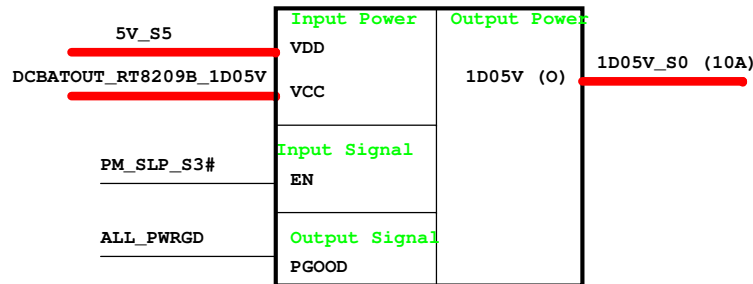 5V_S5
DCBATOUT_RT8209B_1D05V
PM_SLP_S3#
ALL_PWRGD
Input Power
VDD
VCC
Input Signal
EN
Output Signal
PGOOD
Output Power
1D05V (O)
1D05V_S0 (10A)